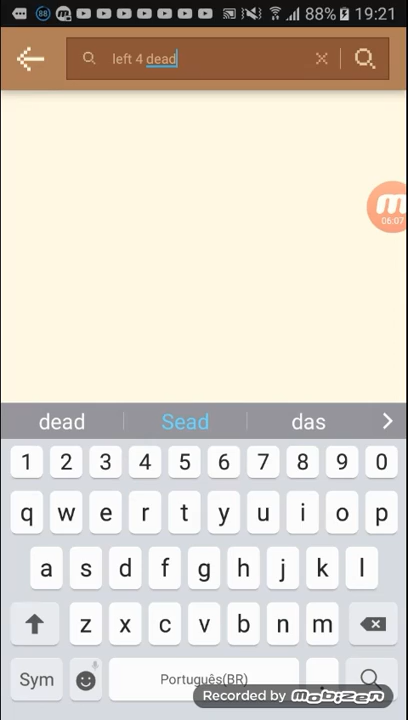 88 88% 19:21
left 4 dead
06:07
dead Sead das
1 2 3 4 5 6 7 8 9 0
q w e r t y u i o p
a s d f g h j k l
z x c v b n m
Sym Português(BR) .
Recorded by mobizen